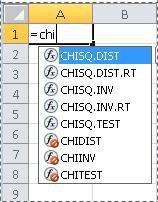 A B
1 =chi
2 CHISQ.DIST
3 CHISQ.DIST.RT
4 CHISQ.INV
5 CHISQ.INV.RT
CHISQ.TEST
6 CHIDIST
7 CHIINV
8 CHITEST
9